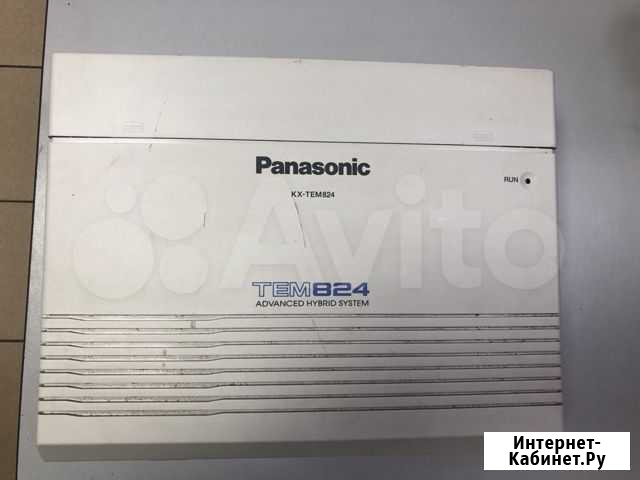 Panasonic
KX-TEM824
RUN
Avito
TEM824
ADVANCED HYBRID SYSTEM
Интернет-
Кабинет.Ру